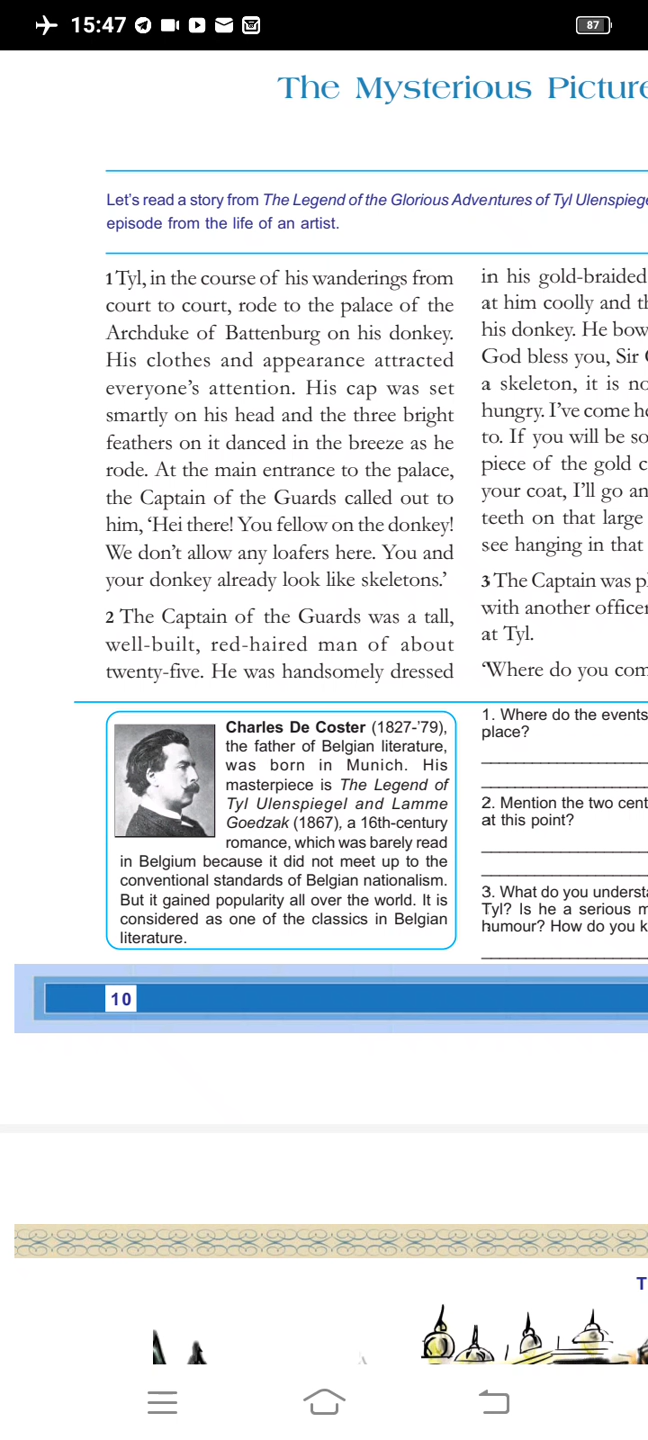 15:47
87
The Mysterious Picture
Let's read a story from The Legend of the Glorious Adventures of Tyl Ulenspiege
episode from the life of an artist.
1 Tyl, in the course of his wanderings from
court to court, rode to the palace of the
Archduke of Battenburg on his donkey.
His clothes and appearance attracted
everyone's attention. His cap was set
smartly on his head and the three bright
feathers on it danced in the breeze as he
rode. At the main entrance to the palace,
the Captain of the Guards called out to
him, 'Hei there! You fellow on the donkey!
We don't allow any loafers here. You and
your donkey already look like skeletons.'
2 The Captain of the Guards was a tall,
well-built, red-haired man of about
twenty-five. He was handsomely dressed
in his gold-braided
at him coolly and th
his donkey. He bow
God bless you, Sir
a skeleton, it is no
hungry. I've come he
to. If you will be so
piece of the gold c
your coat, I'll go an
teeth on that large
see hanging in that
3 The Captain was pl
with another officer
at Tyl.
'Where do you com
Charles De Coster (1827-'79),
the father of Belgian literature,
was born in Munich. His
masterpiece is The Legend of
Tyl Ulenspiegel and Lamme
Goedzak (1867), a 16th-century
romance, which was barely read
in Belgium because it did not meet up to the
conventional standards of Belgian nationalism.
But it gained popularity all over the world. It is
considered as one of the classics in Belgian
literature.
1. Where do the events
place?
2. Mention the two cent
at this point?
3. What do you understa
Tyl? Is he a serious m
humour? How do you k
10
T